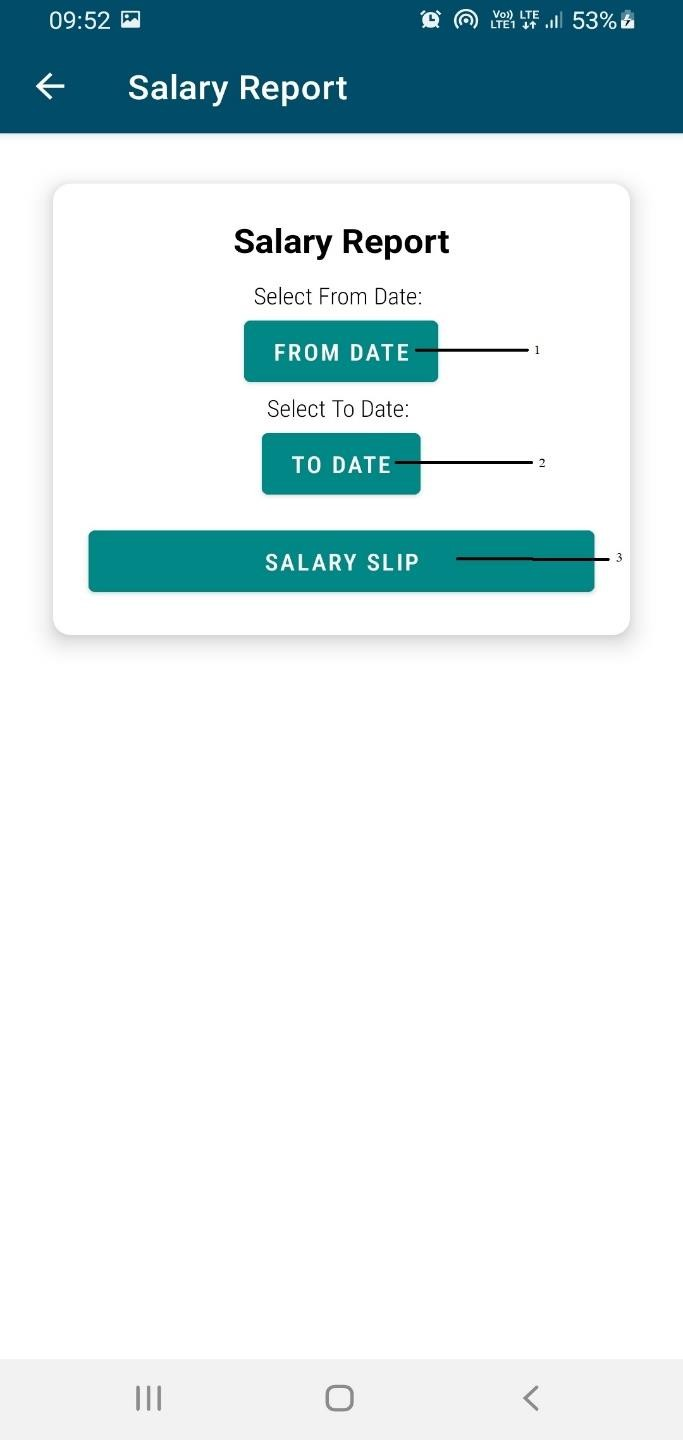 09:52 Vo)) LTE1 LTE 53%
Salary Report
Salary Report
Select From Date:
FROM DATE 1
Select To Date:
TO DATE 2
SALARY SLIP 3